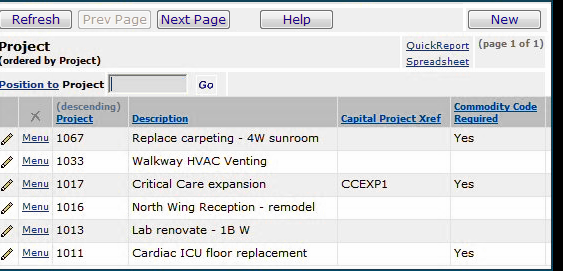 Refresh Prev Page Next Page Help New
Project QuickReport (page 1 of 1)
(ordered by Project) Spreadsheet
Position to Project Go
(descending) Project Description Capital Project Xref Commodity Code Required
Menu 1067 Replace carpeting - 4W sunroom Yes
Menu 1033 Walkway HVAC Venting
Menu 1017 Critical Care expansion CCEXP1 Yes
Menu 1016 North Wing Reception - remodel
Menu 1013 Lab renovate - 1B W
Menu 1011 Cardiac ICU floor replacement Yes